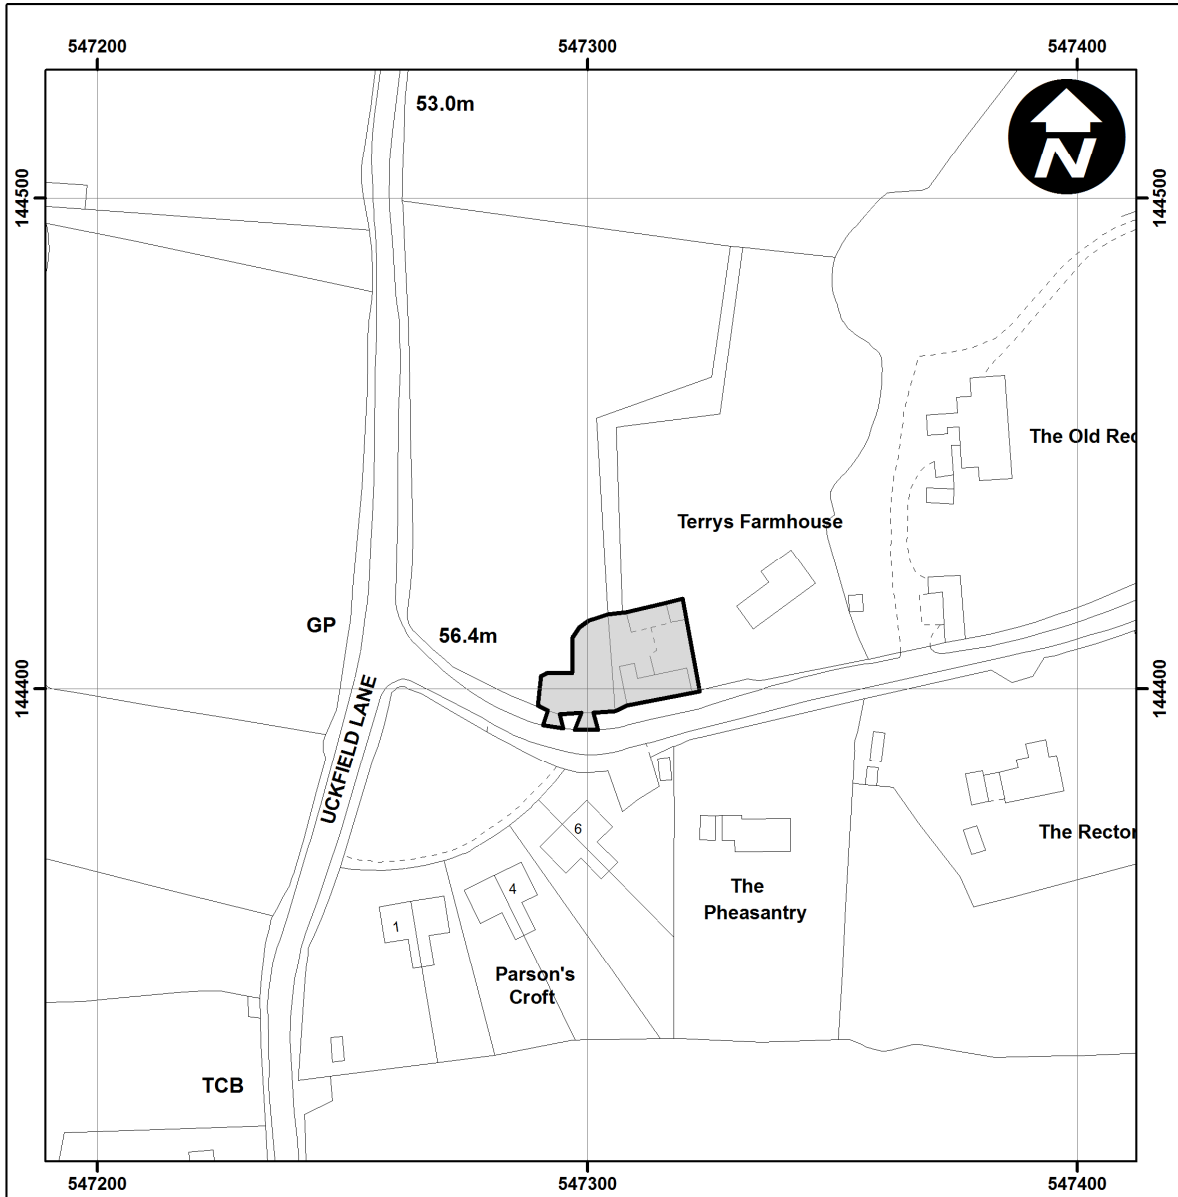 547200
547300
547400
53.0m
N
144500
144500
The Old Rec
Terrys Farmhouse
GP
56.4m
144400
144400
UCKFIELD LANE
6
The Rector
4
The
Pheasantry
1
Parson's
Croft
TCB
547200
547300
547400